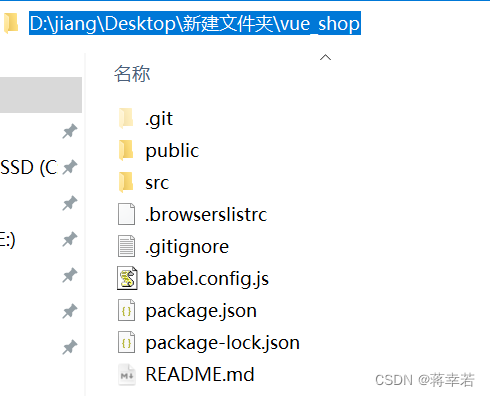 D:\jiang\Desktop\新建文件夹\vue_shop
名称
.git
public
src
SSD (C
.browserslistrc
E:)
.gitignore
babel.config.js
package.json
package-lock.json
README.md
CSDN @蒋幸若